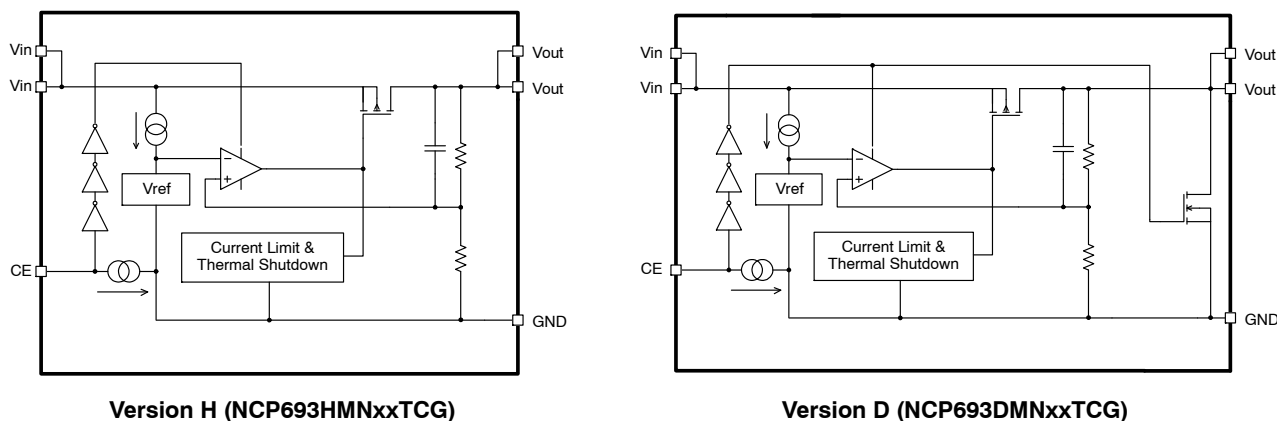 Vin
Vout
Vin
Vout
Vref
Current Limit &
Thermal Shutdown
CE
GND
Version H (NCP693HMNxxTCG)
Vin
Vout
Vin
Vout
Vref
Current Limit &
Thermal Shutdown
CE
GND
Version D (NCP693DMNxxTCG)